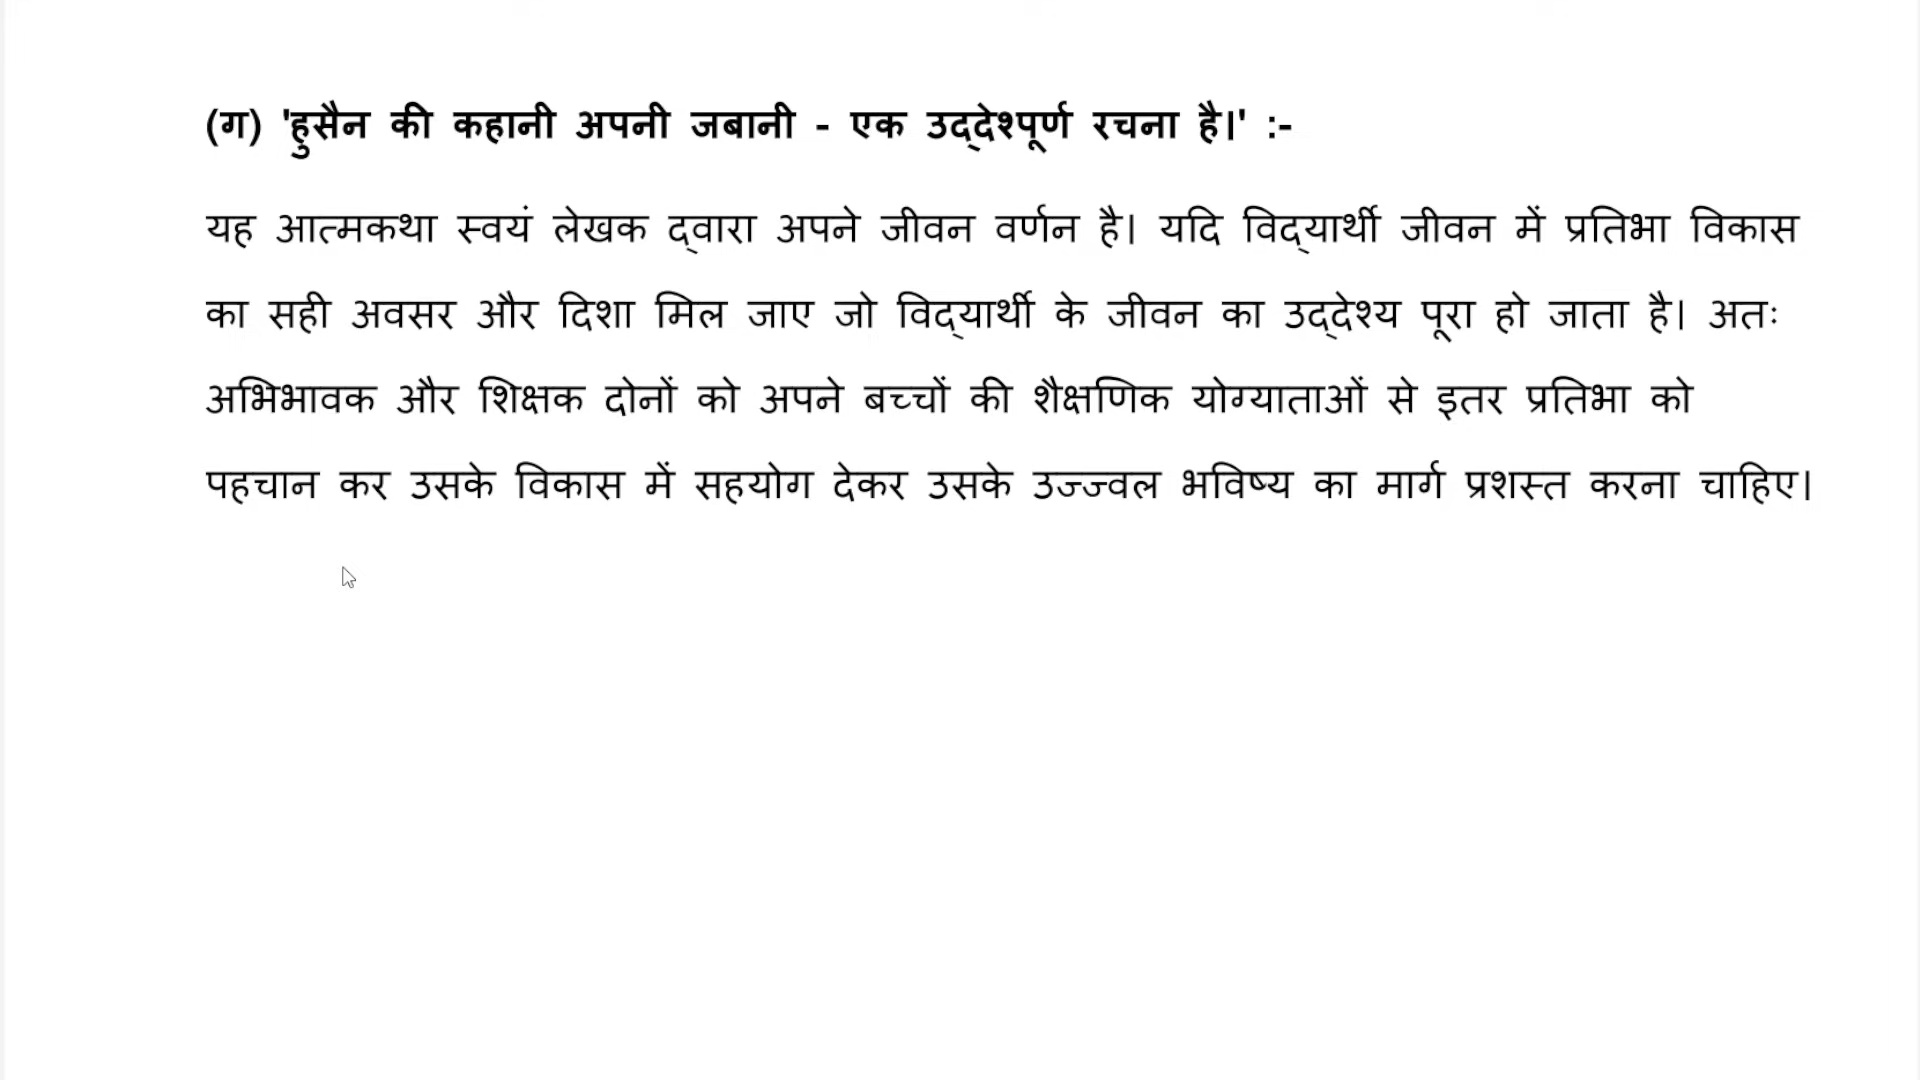 (ग) 'हुसैन की कहानी अपनी जबानी - एक उद्देश्पूर्ण रचना है।' :-
यह आत्मकथा स्वयं लेखक द्वारा अपने जीवन वर्णन है। यदि विद्यार्थी जीवन में प्रतिभा विकास
का सही अवसर और दिशा मिल जाए जो विद्यार्थी के जीवन का उद्देश्य पूरा हो जाता है। अतः
अभिभावक और शिक्षक दोनों को अपने बच्चों की शैक्षणिक योग्याताओं से इतर प्रतिभा को
पहचान कर उसके विकास में सहयोग देकर उसके उज्ज्वल भविष्य का मार्ग प्रशस्त करना चाहिए।